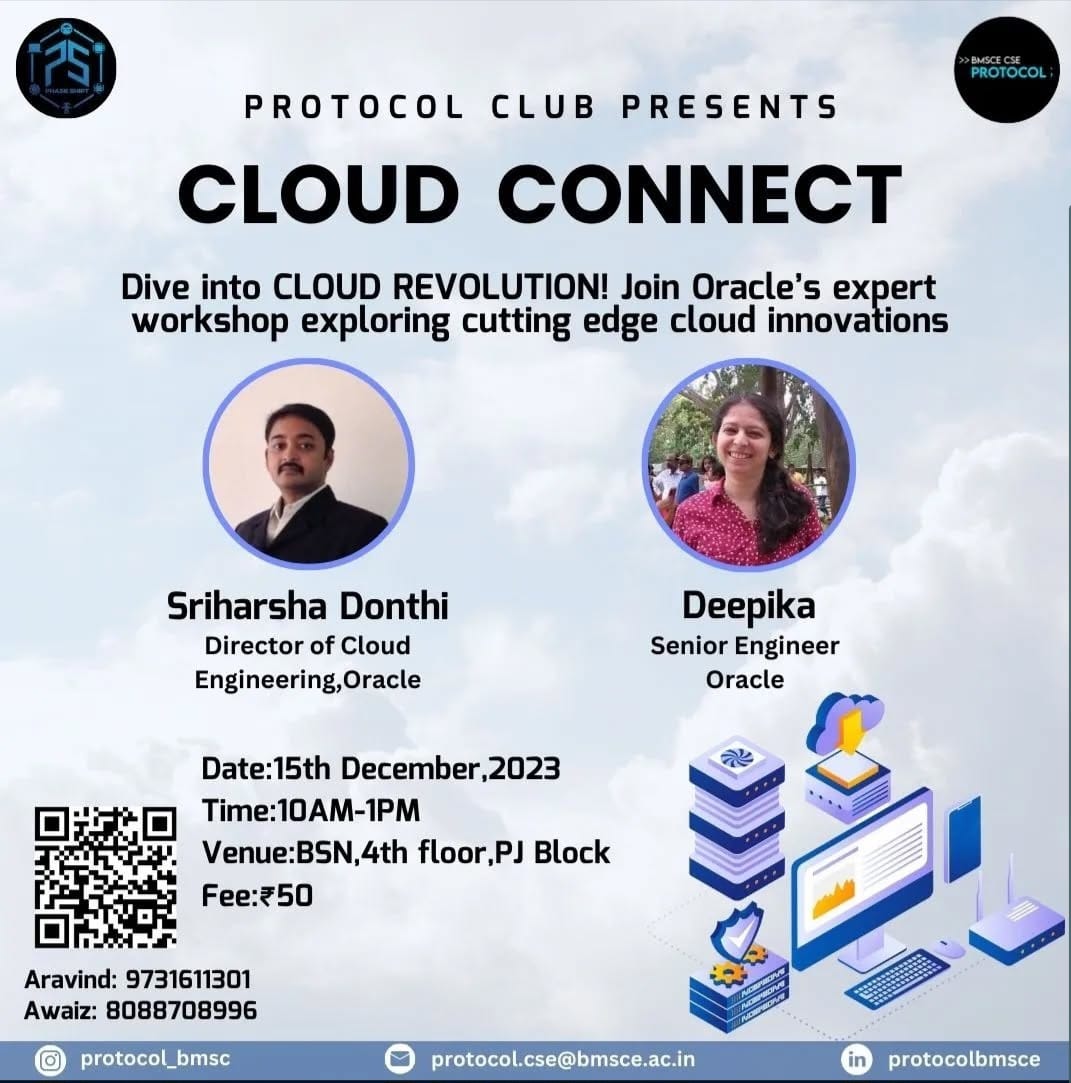 PHASE SHIFT
>> BMSCE CSE
PROTOCOL ;
PROTOCOL CLUB PRESENTS
CLOUD CONNECT
Dive into CLOUD REVOLUTION! Join Oracle’s expert
workshop exploring cutting edge cloud innovations
Sriharsha Donthi
Director of Cloud
Engineering,Oracle
Deepika
Senior Engineer
Oracle
Date:15th December,2023
Time:10AM-1PM
Venue:BSN,4th floor,PJ Block
Fee:₹50
Aravind: 9731611301
Awaiz: 8088708996
protocol_bmsc
protocol.cse@bmsce.ac.in
in protocolbmsce